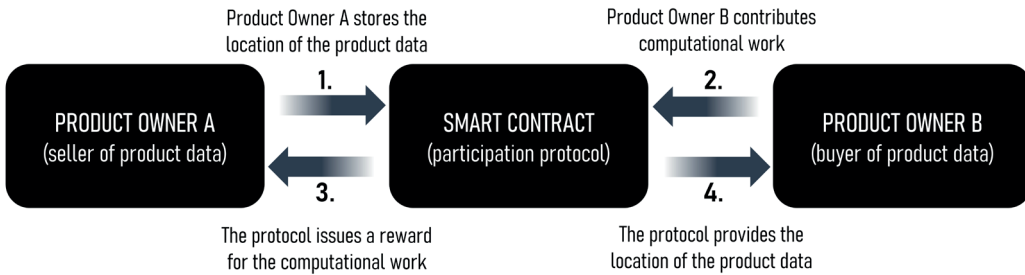 Product Owner A stores the
location of the product data
1.
Product Owner B contributes
computational work
2.
PRODUCT OWNER A
(seller of product data)
SMART CONTRACT
(participation protocol)
PRODUCT OWNER B
(buyer of product data)
3.
The protocol issues a reward
for the computational work
4.
The protocol provides the
location of the product data